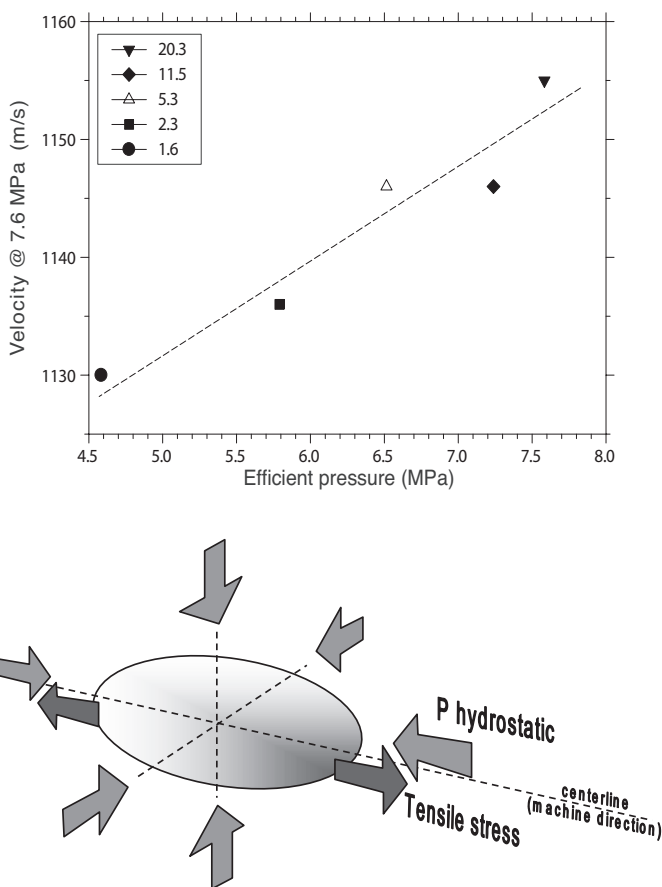 1160
1150
1140
1130
Velocity @ 7.6 MPa (m/s)
20.3
11.5
5.3
2.3
1.6
4.5 5.0 5.5 6.0 6.5 7.0 7.5 8.0
Efficient pressure (MPa)
P hydrostatic
centerline
(machine direction)
Tensile stress